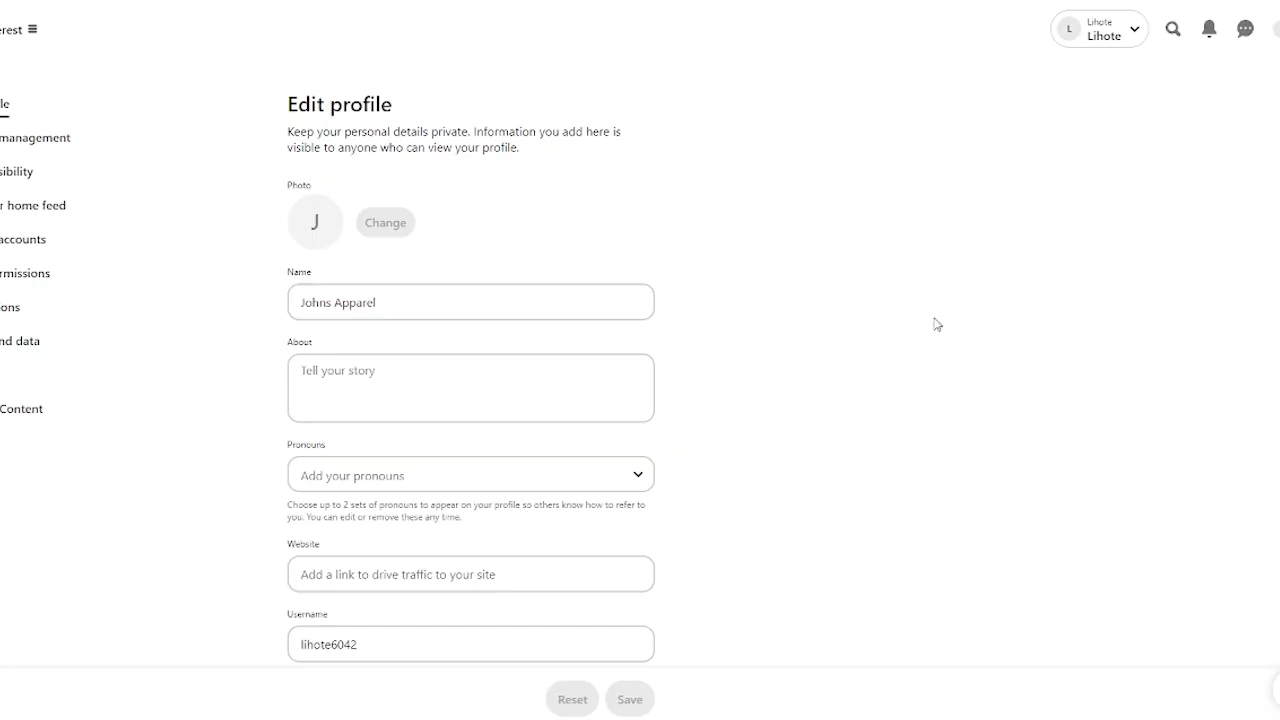 erest
L
Lihote
Lihote
le
management
sibility
r home feed
accounts
rmissions
ons
nd data
Content
Edit profile
Keep your personal details private. Information you add here is
visible to anyone who can view your profile.
Photo
J
Change
Name
Johns Apparel
About
Tell your story
Pronouns
Add your pronouns
Choose up to 2 sets of pronouns to appear on your profile so others know how to refer to
you. You can edit or remove these any time.
Website
Add a link to drive traffic to your site
Username
lihote6042
Reset
Save